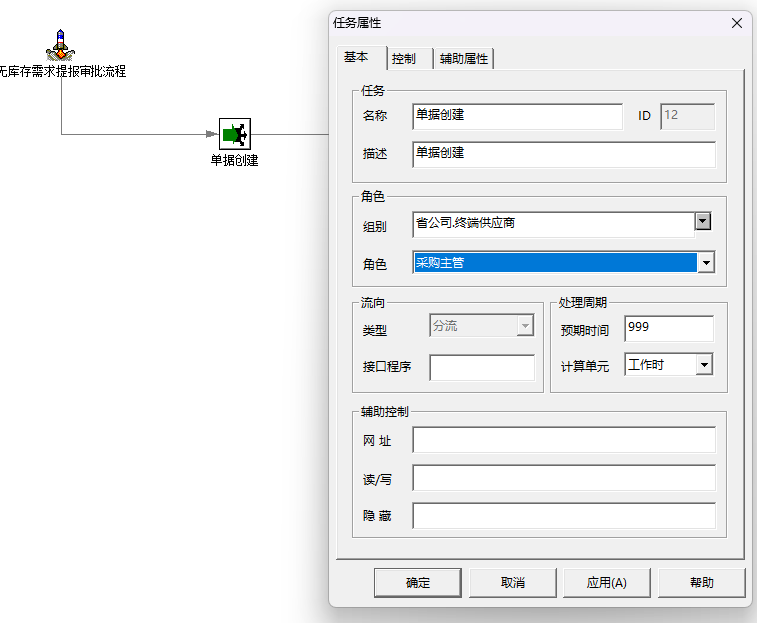 任务属性
基本 控制 辅助属性
无库存需求提报审批流程
单据创建
任务
名称 单据创建 ID 12
描述 单据创建
角色
组别 省公司.终端供应商
角色 采购主管
流向
类型 分流
接口程序
处理周期
预期时间 999
计算单元 工作时
辅助控制
网 址
读/写
隐 藏
确定 取消 应用(A) 帮助